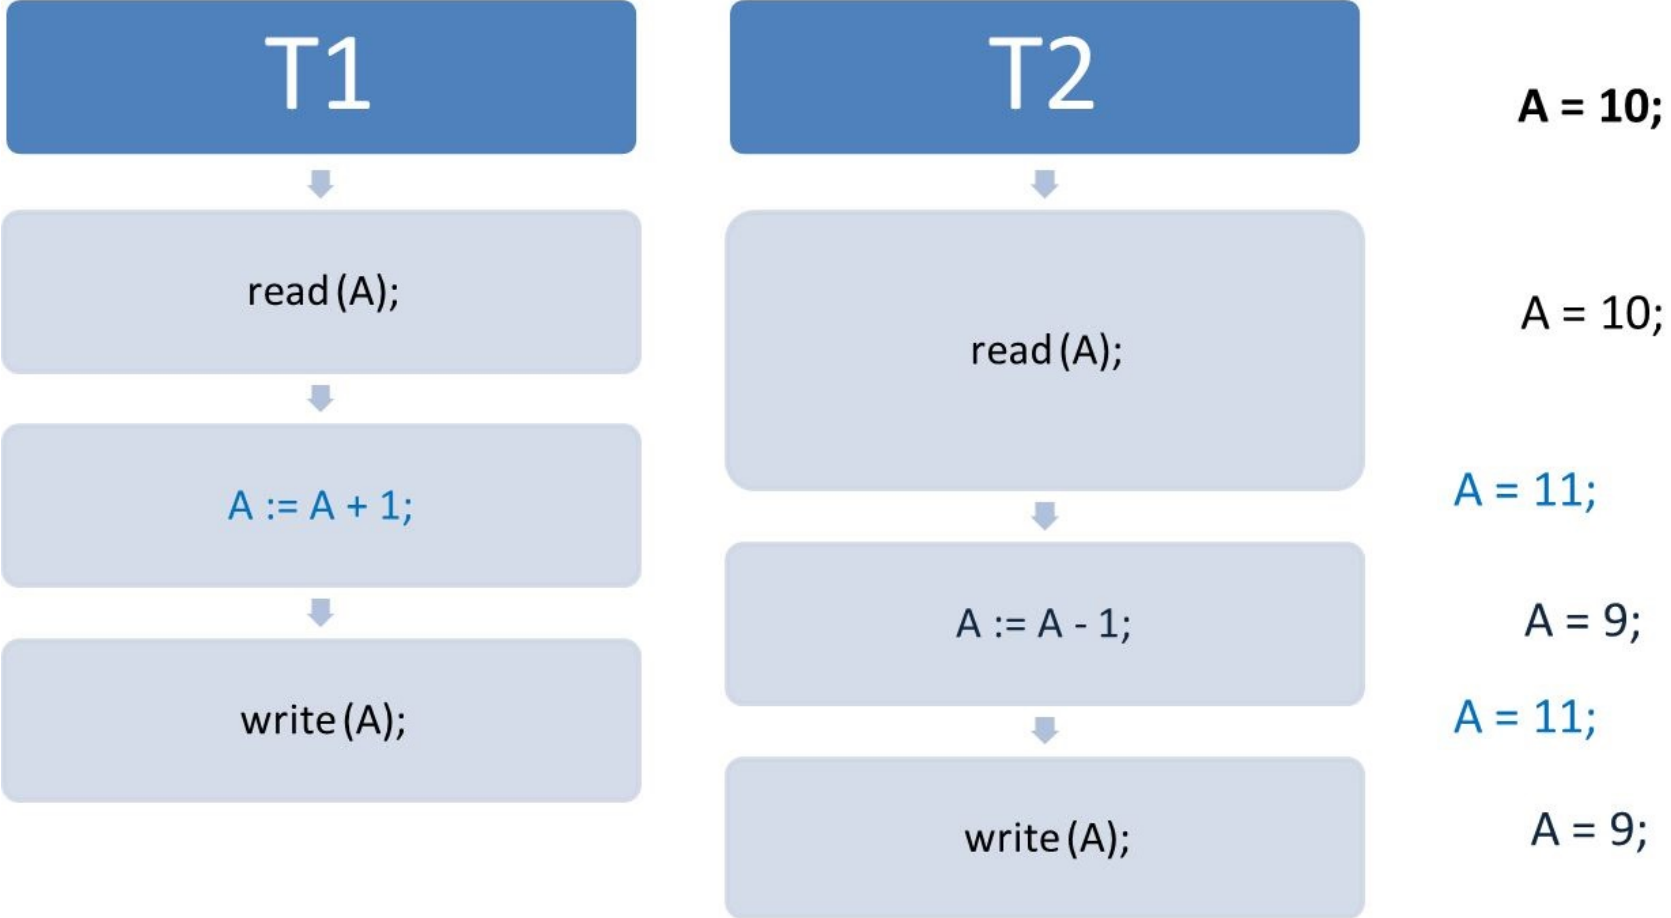 T1
read(A);
A := A + 1;
write(A);
T2
read(A);
A := A - 1;
write(A);
A = 10;
A = 10;
A = 11;
A = 9;
A = 11;
A = 9;